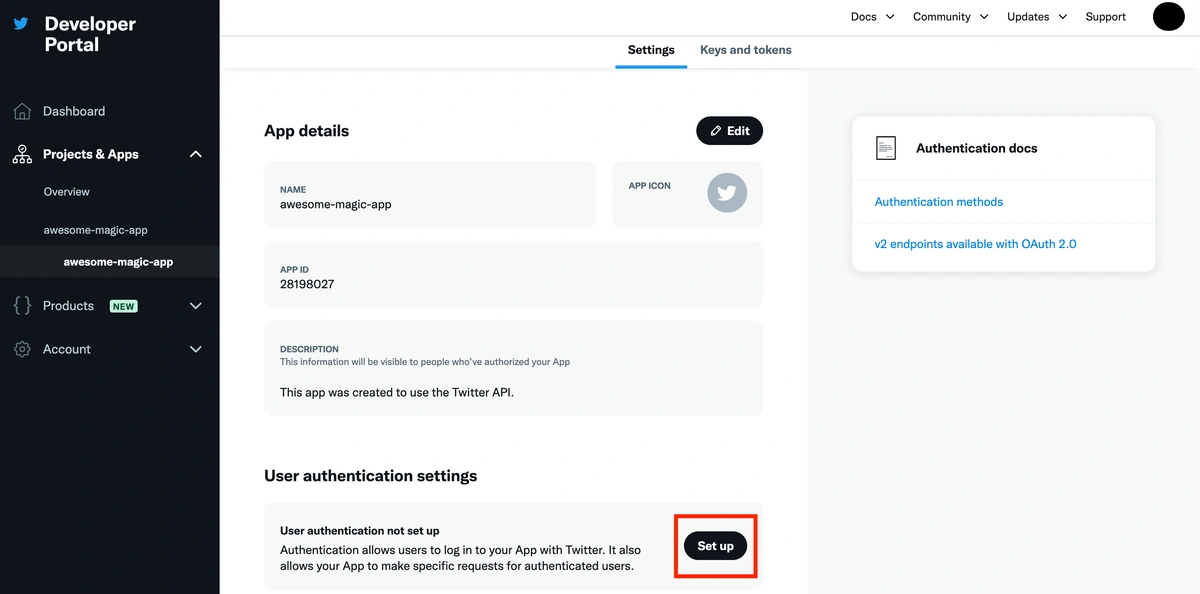 Developer
Portal
Docs
Community
Updates
Support
Settings
Keys and tokens
Dashboard
Projects & Apps
Overview
awesome-magic-app
awesome-magic-app
Products NEW
Account
App details
Edit
NAME
awesome-magic-app
APP ICON
APP ID
28198027
DESCRIPTION
This information will be visible to people who've authorized your App
This app was created to use the Twitter API.
User authentication settings
User authentication not set up
Authentication allows users to log in to your App with Twitter. It also
allows your App to make specific requests for authenticated users.
Set up
Authentication docs
Authentication methods
v2 endpoints available with OAuth 2.0